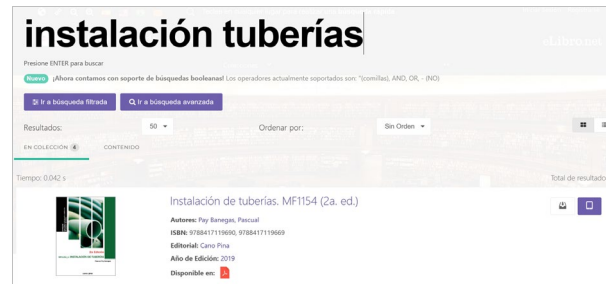 instalación tuberías
eLibro
Presione ENTER para buscar
Nuevo ¡Ahora contamos con soporte de búsquedas booleanas! Los operadores actualmente soportados son: "(comillas), AND, OR, - (NO)
Ir a búsqueda filtrada Ir a búsqueda avanzada
Resultados: 50 Ordenar por: Sin Orden
EN COLECCIÓN 4 CONTENIDO
Tiempo: 0.042 s Total de resultado
Instalación de tuberías. MF1154 (2a. ed.)
Autores: Pay Banegas, Pascual
ISBN: 9788417119690, 9788417119669
Editorial: Cano Pina
Año de Edición: 2019
Disponible en: